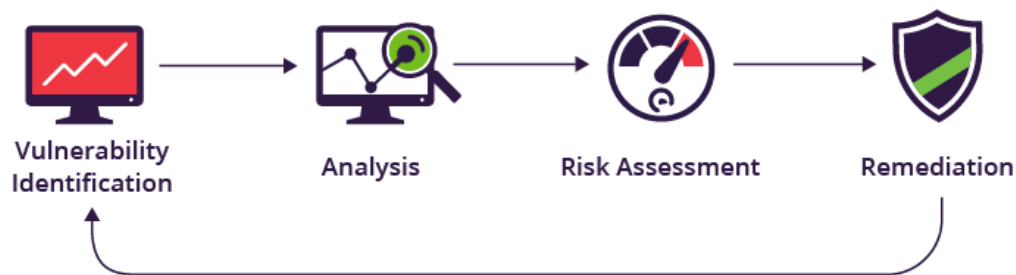 Vulnerability
Identification
Analysis
Risk Assessment
Remediation